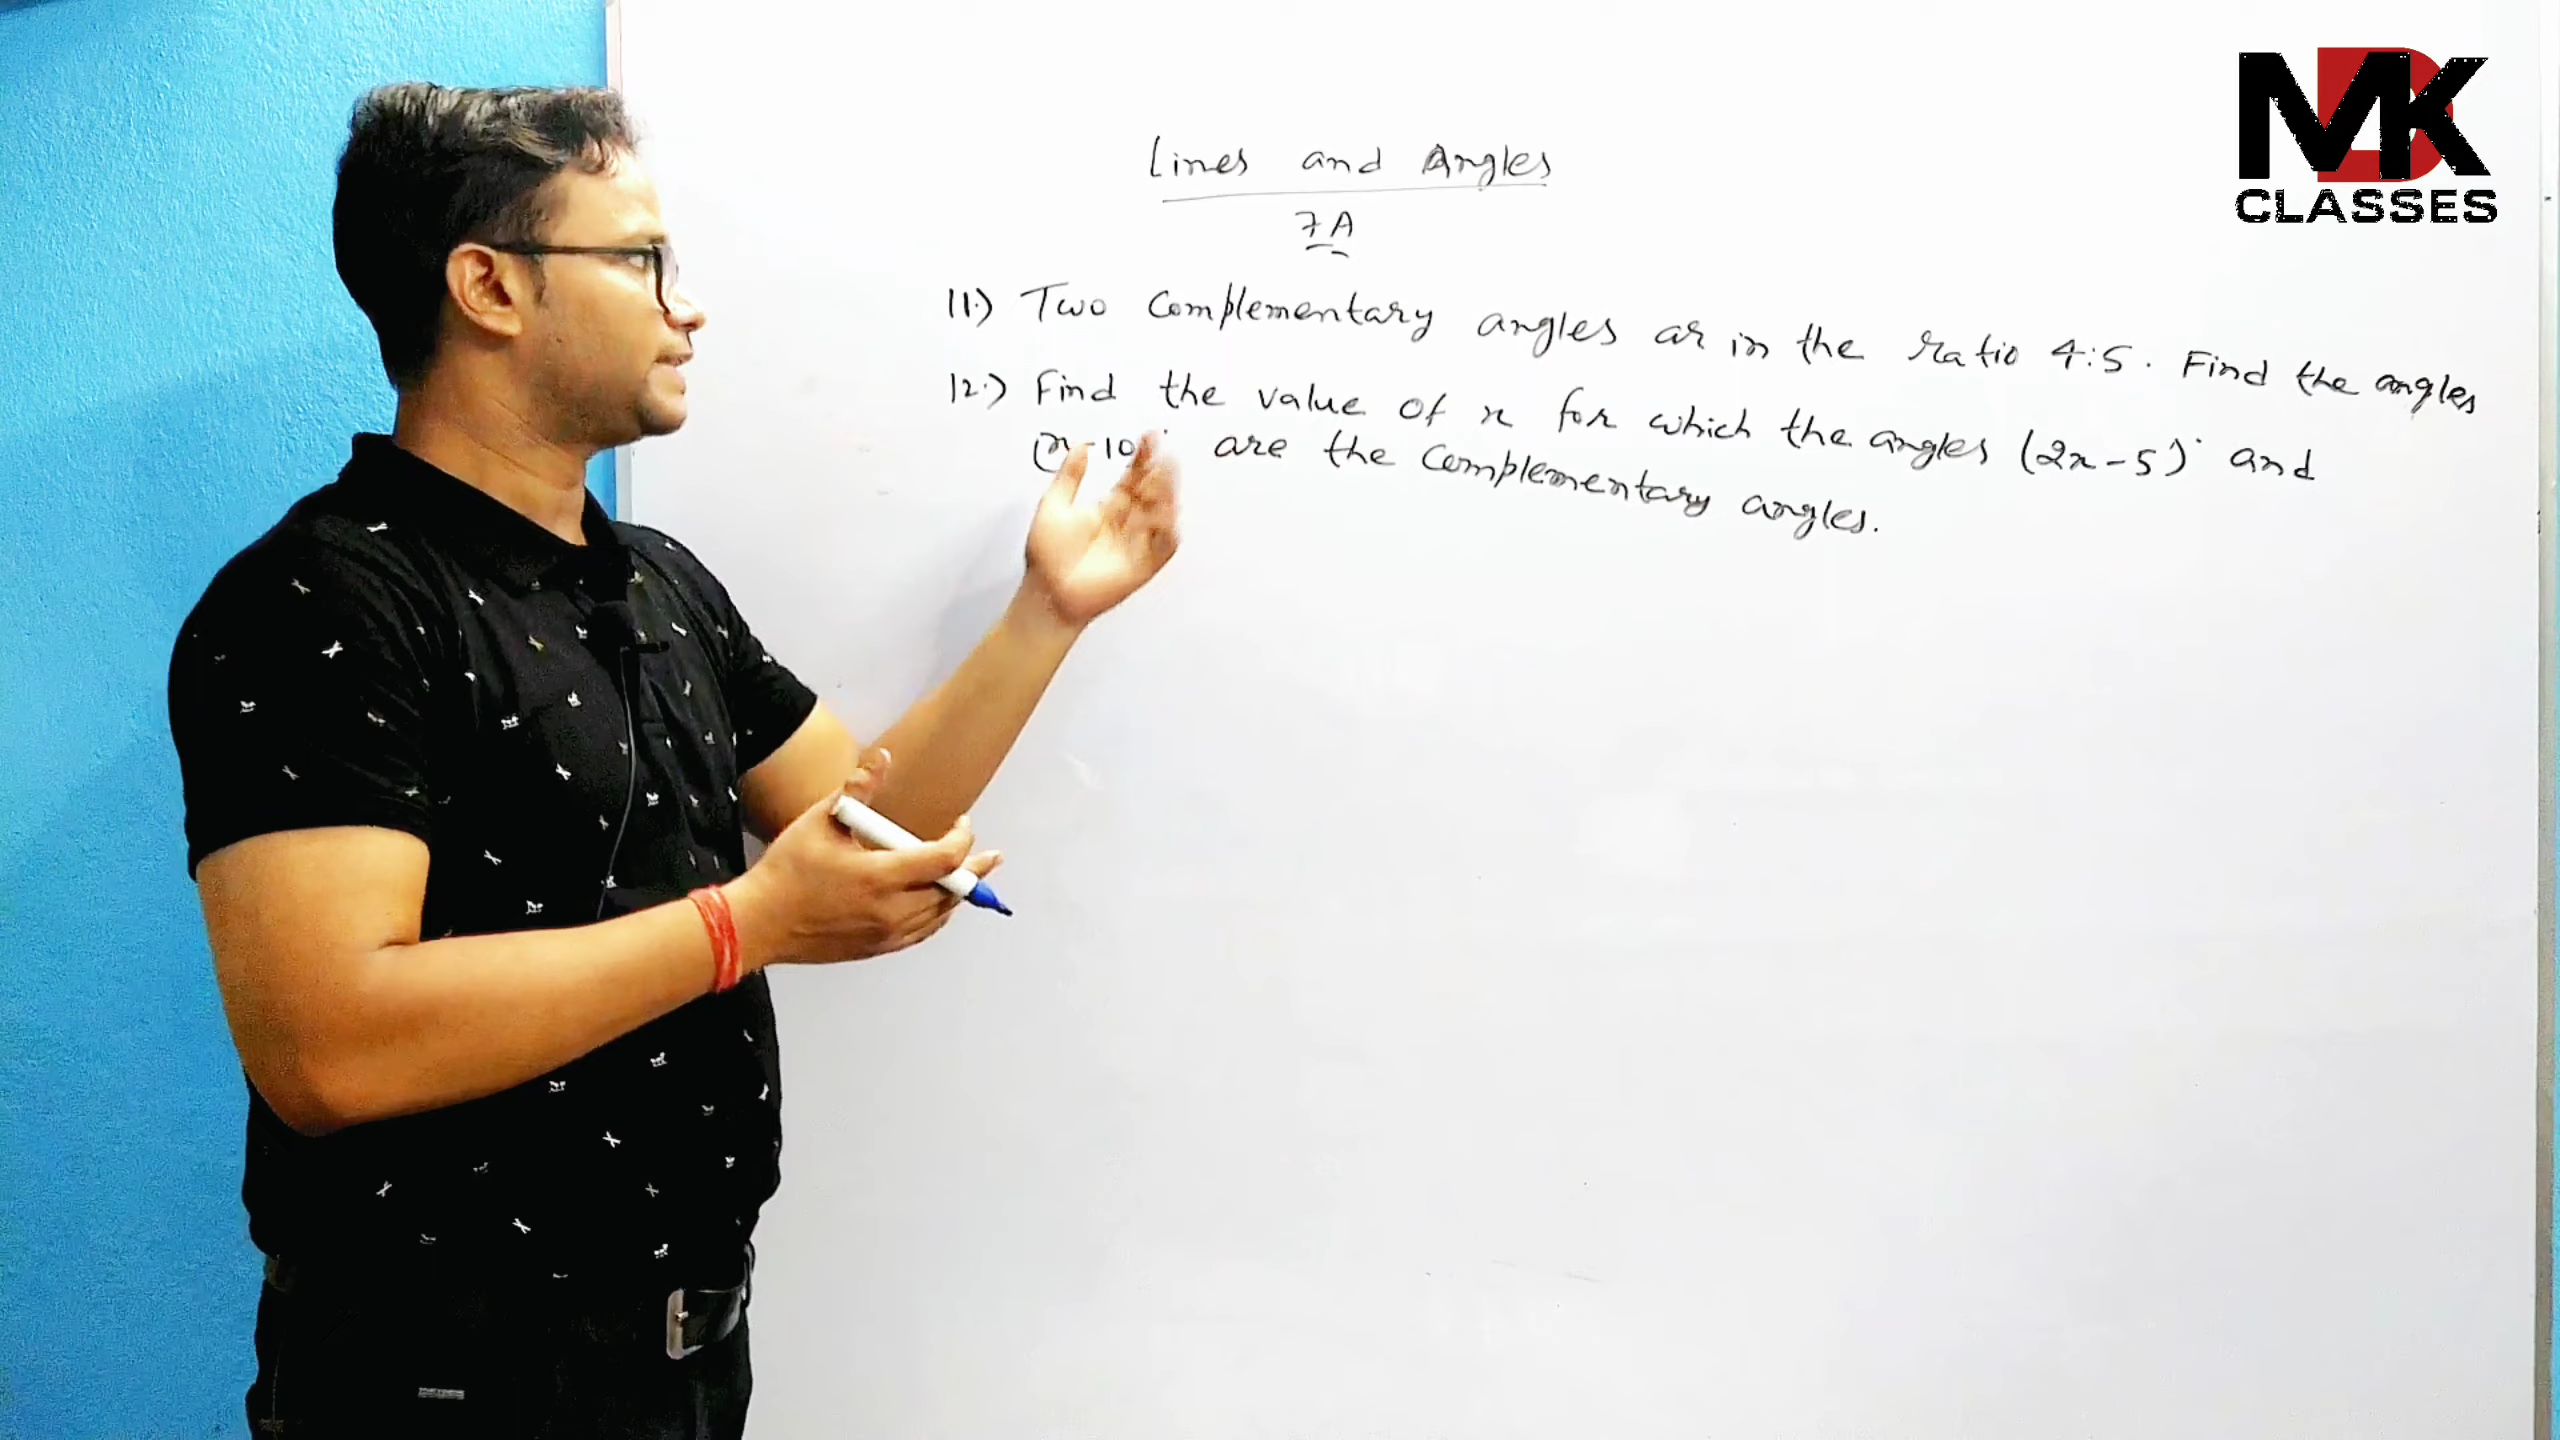 MBK
CLASSES
Lines and Angles
7A
11.) Two Complementary angles ar in the ratio 4:5. Find the angles
12.) Find the value of x for which the angles (2x-5)° and
(x-10)° are the Complementary angles.